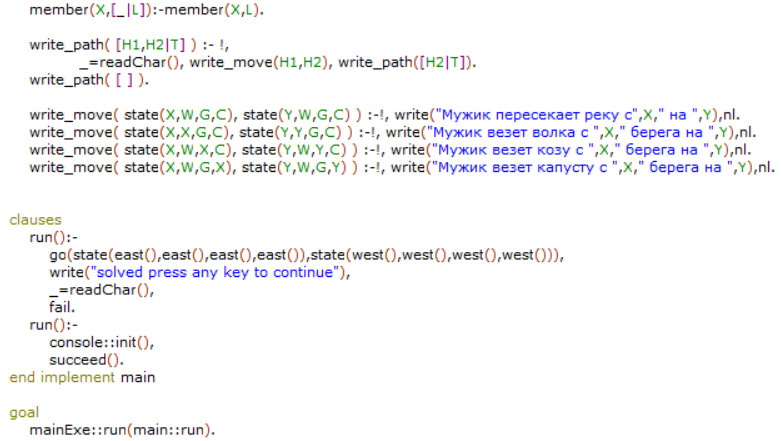 member(X,[_|L]):-member(X,L).
write_path( [H1,H2|T] ) :- !,
_=readChar(), write_move(H1,H2), write_path([H2|T]).
write_path( [ ] ).
write_move( state(X,W,G,C), state(Y,W,G,C) ) :-!, write("Мужик пересекает реку с",X," на ",Y),nl.
write_move( state(X,X,G,C), state(Y,Y,G,C) ) :-!, write("Мужик везет волка с ",X," берега на ",Y),nl.
write_move( state(X,W,X,C), state(Y,W,Y,C) ) :-!, write("Мужик везет козу с ",X," берега на ",Y),nl.
write_move( state(X,W,G,X), state(Y,W,G,Y) ) :-!, write("Мужик везет капусту с ",X," берега на ",Y),nl.
clauses
run():-
go(state(east(),east(),east(),east()),state(west(),west(),west(),west())),
write("solved press any key to continue"),
_=readChar(),
fail.
run():-
console::init(),
succeed().
end implement main
goal
mainExe::run(main::run).